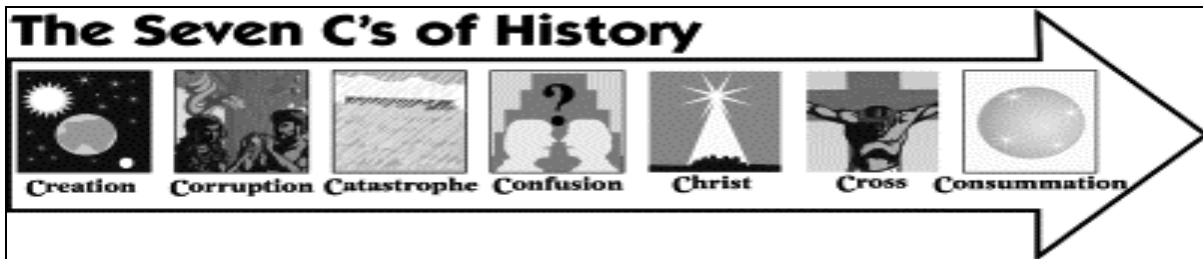 The Seven C's of History
?
Creation Corruption Catastrophe Confusion Christ Cross Consummation